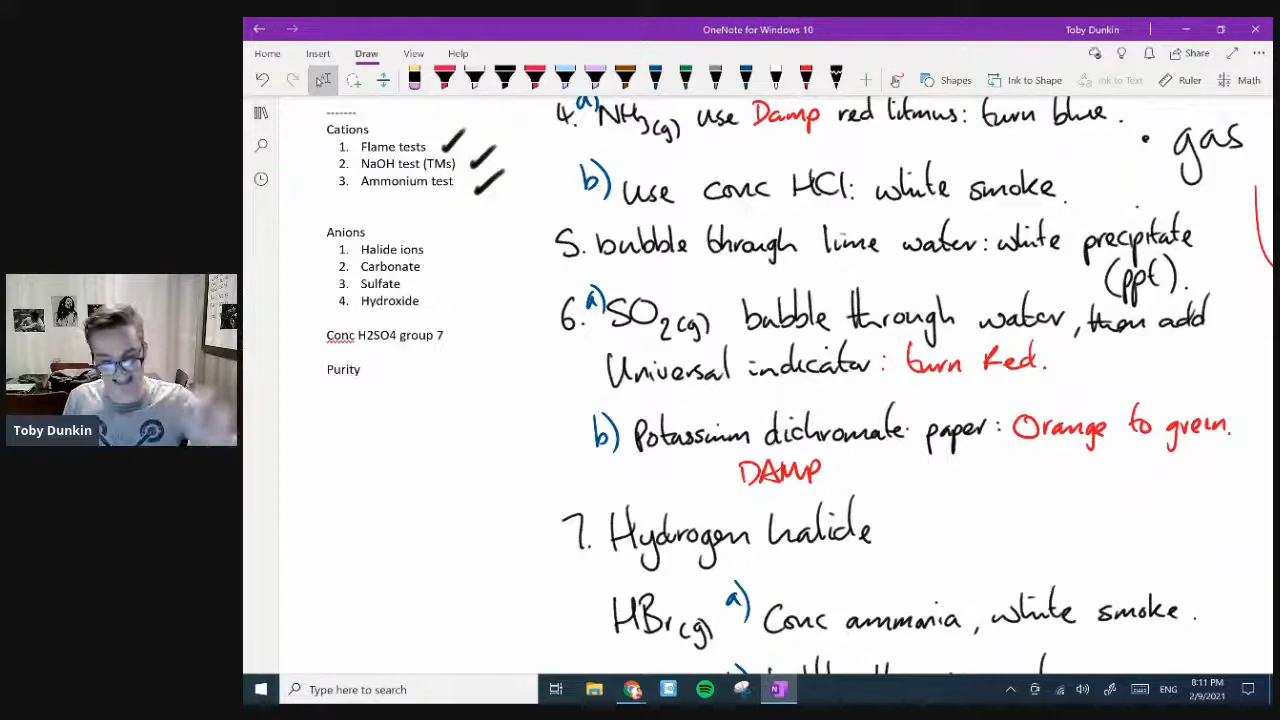 OneNote for Windows 10
Toby Dunkin
Home Insert Draw View Help
Share
Shapes
Ink to Shape
Ink to Text
Ruler
Math
-------
Cations
1. Flame tests
2. NaOH test (TMs)
3. Ammonium test
Anions
1. Halide ions
2. Carbonate
3. Sulfate
4. Hydroxide
Conc H2SO4 group 7
Purity
4. a) NH3(g) use Damp red litmus: turn blue.
• gas
b) use conc HCl: white smoke.
5. bubble through lime water: white precipitate
(ppt).
6. a) SO2(g) bubble through water, then add
Universal indicator: turn Red.
b) Potassium dichromate paper: Orange to green.
DAMP
7. Hydrogen halide
HBr(g) a) Conc ammonia, white smoke.
Toby Dunkin
Type here to search
ENG
8:11 PM
2/9/2021